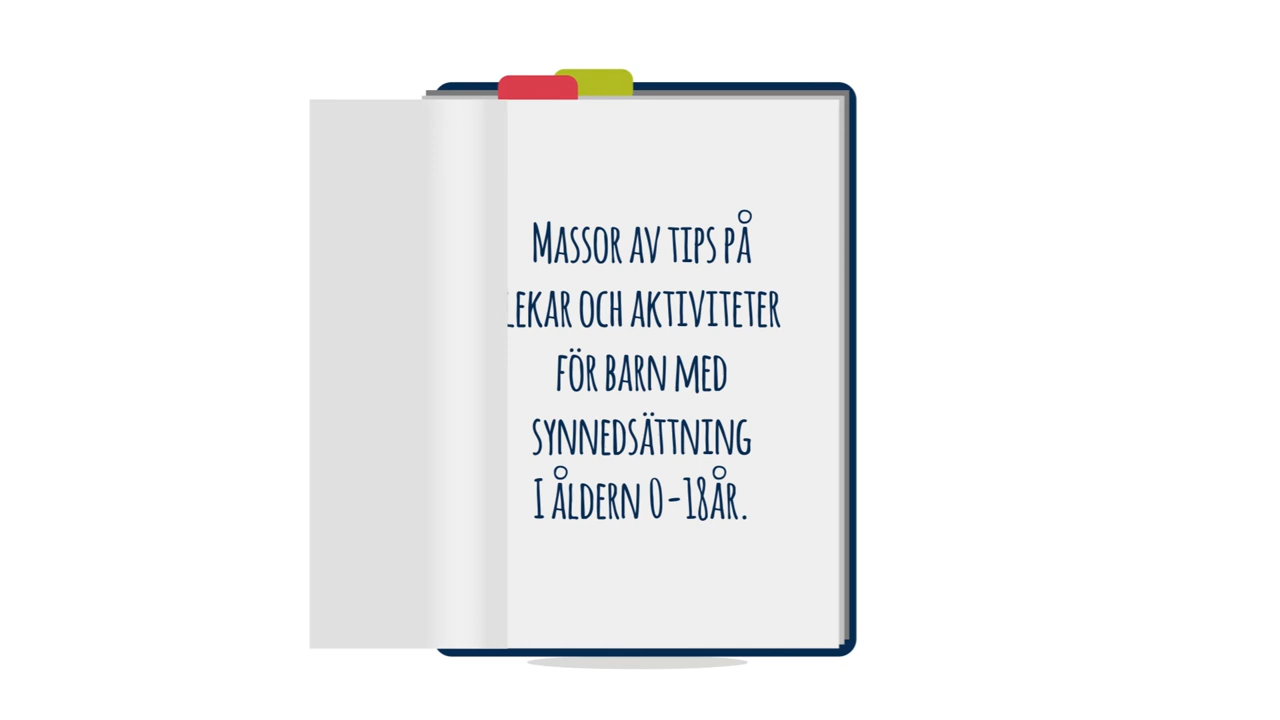 Massor av tips på
lekar och aktiviteter
för barn med
synnedsättning
i åldern 0-18år.